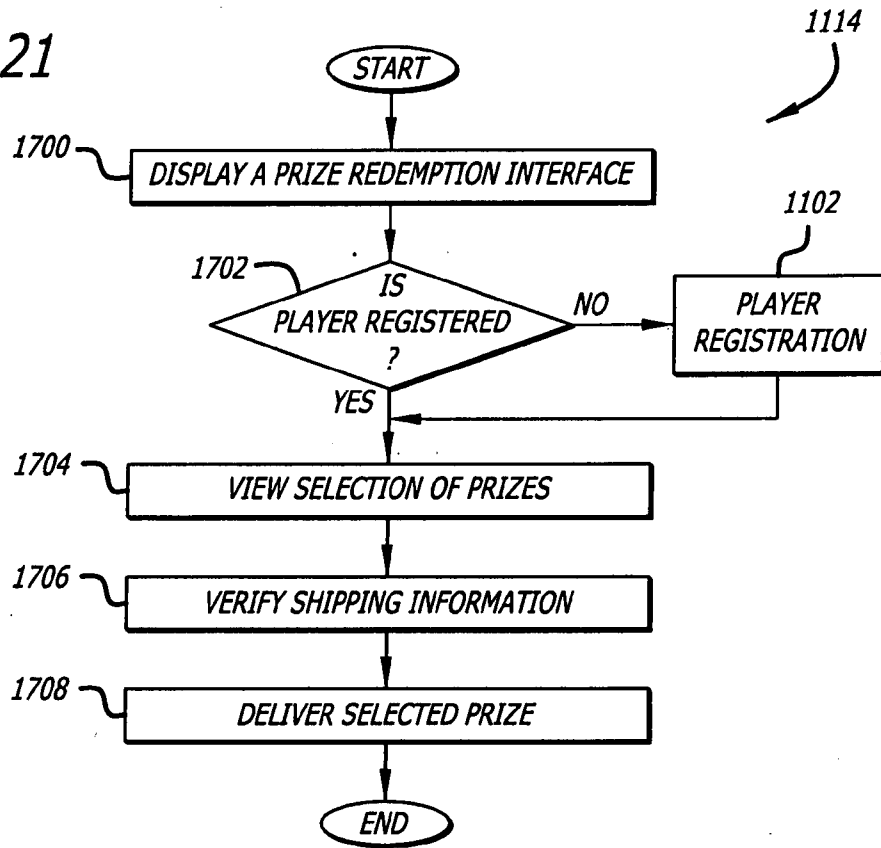 21
1114
START
1700
DISPLAY A PRIZE REDEMPTION INTERFACE
1102
1702
IS
PLAYER REGISTERED
?
NO
PLAYER
REGISTRATION
YES
1704
VIEW SELECTION OF PRIZES
1706
VERIFY SHIPPING INFORMATION
1708
DELIVER SELECTED PRIZE
END